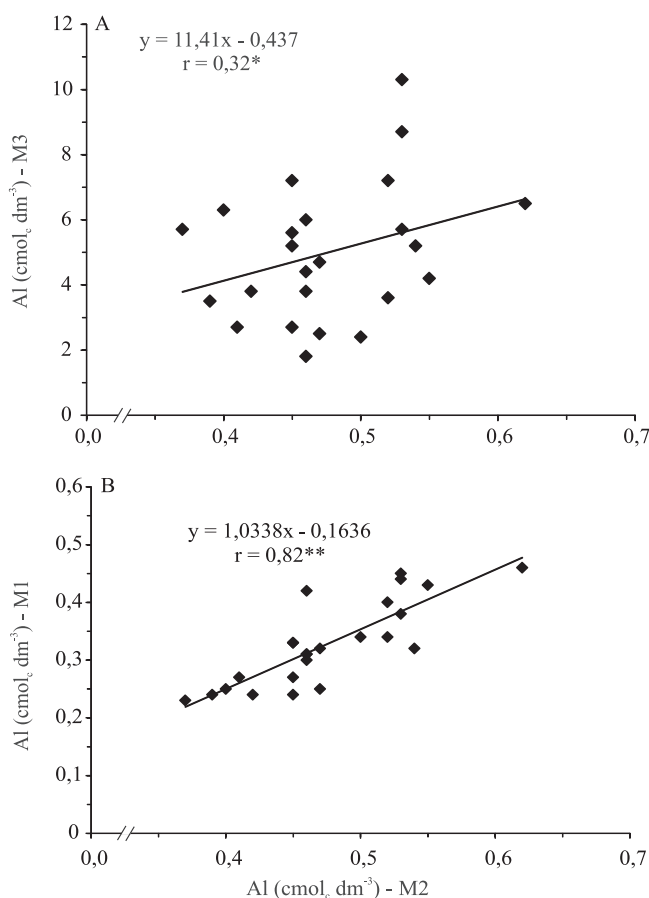 A
y = 11,41x - 0,437
r = 0,32*
12
10
8
6
4
2
0
Al (cmolc dm-3) - M3
0,0
0,4
0,5
0,6
0,7
B
y = 1,0338x - 0,1636
r = 0,82**
0,6
0,5
0,4
0,3
0,2
0,1
0
Al (cmolc dm-3) - M1
0,0
0,4
0,5
0,6
0,7
Al (cmolc dm-3) - M2